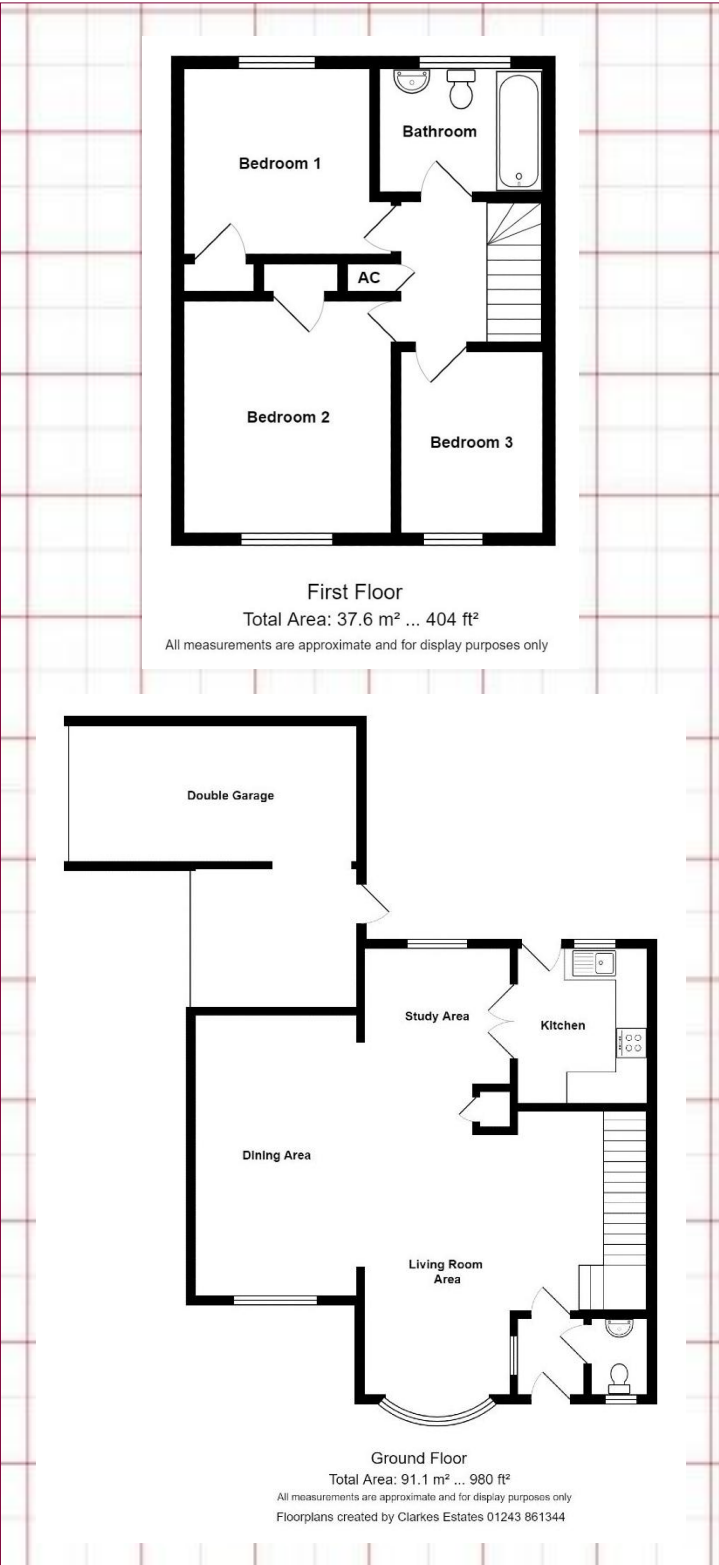 Bathroom
Bedroom 1
AC
Bedroom 2
Bedroom 3
First Floor
Total Area: 37.6 m² ... 404 ft²
All measurements are approximate and for display purposes only
Double Garage
Study Area
Kitchen
Dining Area
Living Room
Area
Ground Floor
Total Area: 91.1 m² ... 980 ft²
All measurements are approximate and for display purposes only
Floorplans created by Clarkes Estates 01243 861344